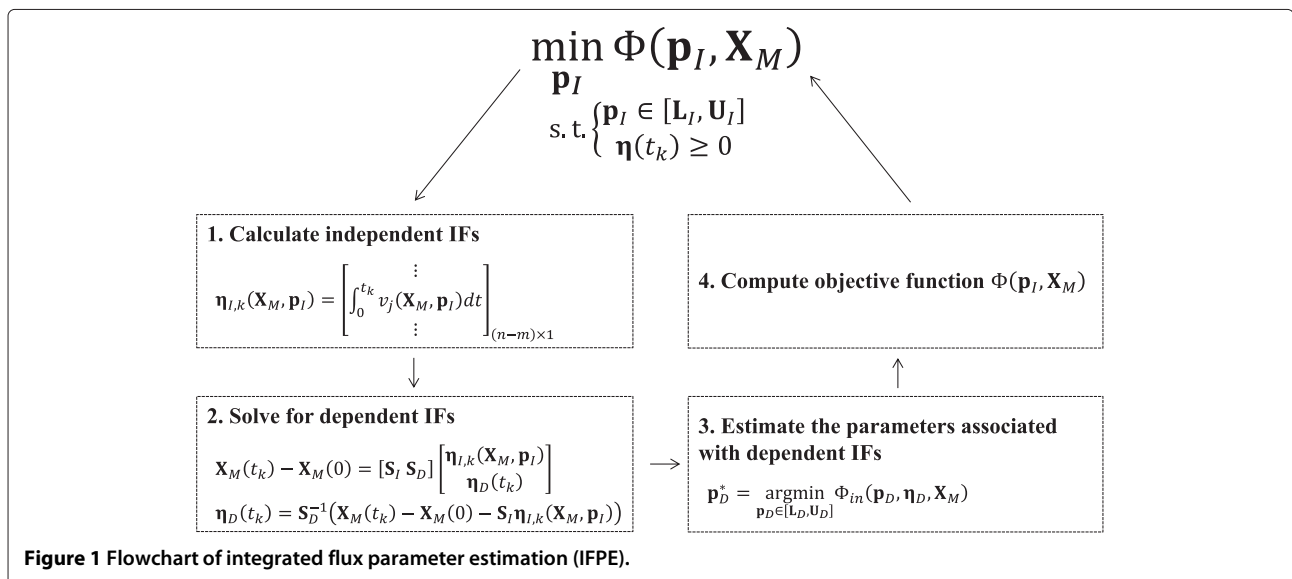 min Φ(p_I, X_M)
p_I
s. t. { p_I ∈ [L_I, U_I]
η(t_k) ≥ 0
1. Calculate independent IFs
η_{I,k}(X_M, p_I) = [ ⋮ ∫_0^{t_k} v_j(X_M, p_I)dt ⋮ ]_{(n−m)×1}
2. Solve for dependent IFs
X_M(t_k) − X_M(0) = [S_I S_D] [ η_{I,k}(X_M, p_I) η_D(t_k) ]
η_D(t_k) = S_D^{−1}(X_M(t_k) − X_M(0) − S_I η_{I,k}(X_M, p_I))
3. Estimate the parameters associated
with dependent IFs
p_D^* = argmin Φ_{in}(p_D, η_D, X_M)
p_D∈[L_D,U_D]
4. Compute objective function Φ(p_I, X_M)
Figure 1 Flowchart of integrated flux parameter estimation (IFPE).